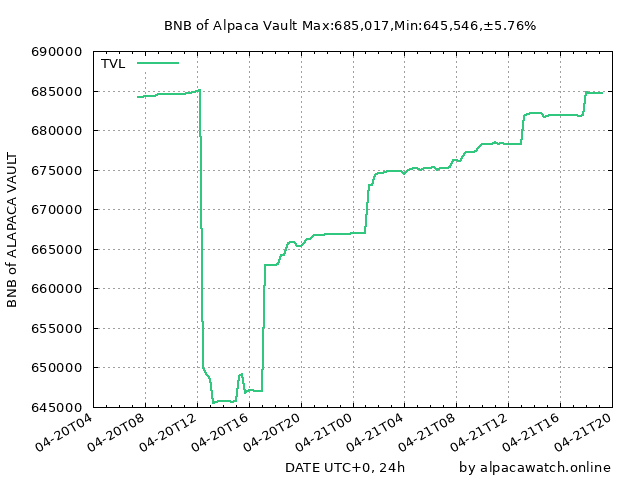 BNB of Alpaca Vault Max:685,017,Min:645,546,±5.76%
TVL
BNB of ALAPACA VAULT
690000
685000
680000
675000
670000
665000
660000
655000
650000
645000
04-20T04
04-20T08
04-20T12
04-20T16
04-20T20
04-21T00
04-21T04
04-21T08
04-21T12
04-21T16
04-21T20
DATE UTC+0, 24h
by alpacawatch.online